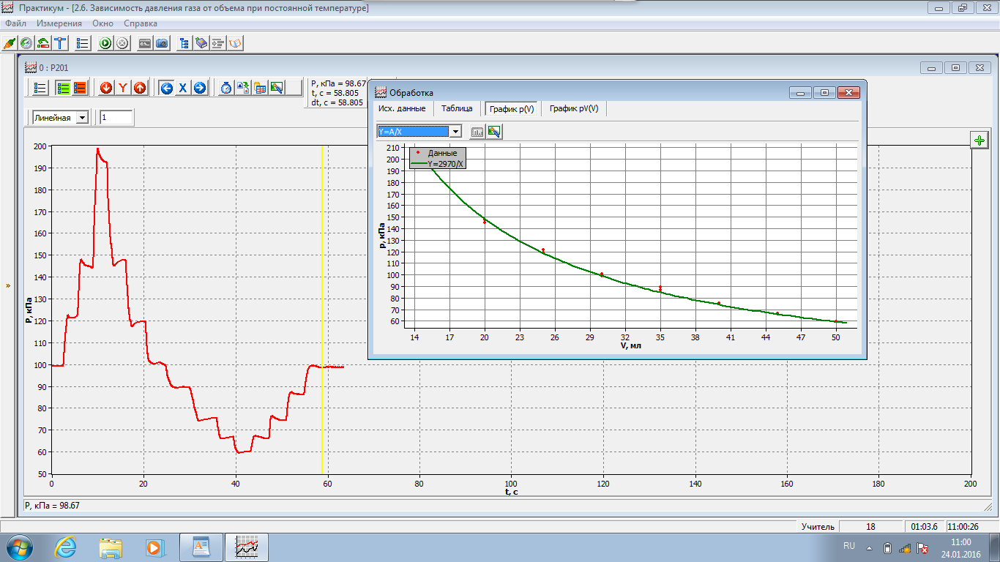 Практикум - [2.6. Зависимость давления газа от объема при постоянной температуре]
Файл Измерения Окно Справка
0 : P201
P, кПа = 98.67
t, с = 58.805
dt, с = 58.805
Y
X
Линейная
1
Обработка
Исх. данные Таблица График p(V) График pV(V)
Y=A/X
Данные
Y=2970/X
210
200
190
180
170
160
150
140
130
120
110
100
90
80
70
60
p, кПа
14 17 20 23 26 29 32 35 38 41 44 47 50
V, мл
200
190
180
170
160
150
140
130
120
110
100
90
80
70
60
50
P, кПа
0 20 40 60 80 100 120 140 160 180 200
t, с
P, кПа = 98.67
Учитель 18 01:03.6 11:00:26
RU
11:00
24.01.2016